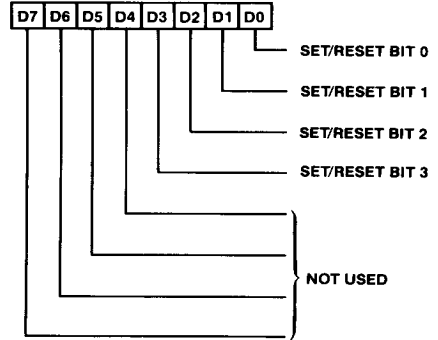 D7 D6 D5 D4 D3 D2 D1 D0
SET/RESET BIT 0
SET/RESET BIT 1
SET/RESET BIT 2
SET/RESET BIT 3
NOT USED